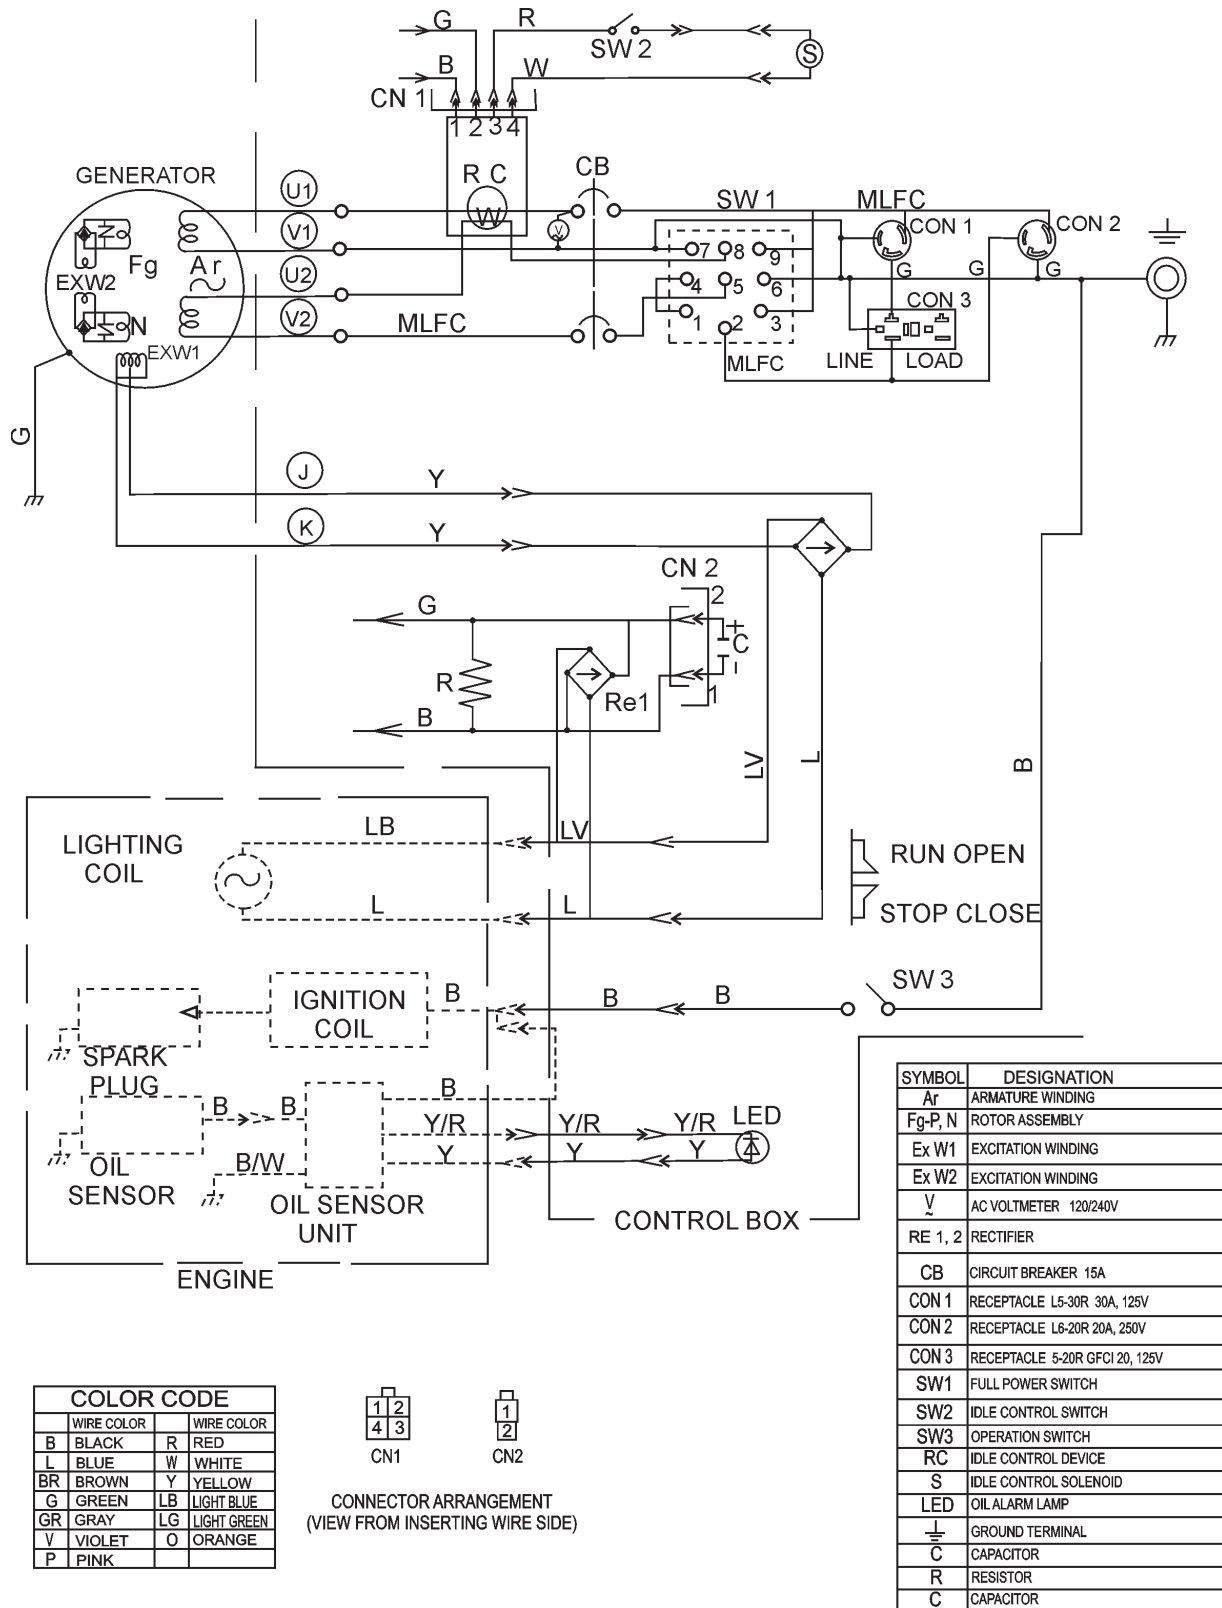 G
R
SW 2
S
B
W
CN 1
1 2 3 4
GENERATOR
U1
R C
W
CB
V
SW 1
MLFC
CON 1
CON 2
V1
Fg
Ar
EXW2
U2
7 8 9
4 5 6
1 2 3
G
G
G
CON 3
N
V2
MLFC
EXW1
MLFC
LINE
LOAD
G
J
Y
K
Y
CN 2
2
G
+
C
-
R
Re1
1
B
LV
L
B
LIGHTING
COIL
LB
LV
L
L
RUN OPEN
STOP CLOSE
SW 3
IGNITION
COIL
B
B
B
SPARK
PLUG
B
B
B
Y/R
Y/R
Y/R
LED
Y
Y
Y
OIL
SENSOR
B/W
OIL SENSOR
UNIT
CONTROL BOX
ENGINE
SYMBOL DESIGNATION
Ar ARMATURE WINDING
Fg-P, N ROTOR ASSEMBLY
Ex W1 EXCITATION WINDING
Ex W2 EXCITATION WINDING
V~ AC VOLTMETER 120/240V
RE 1, 2 RECTIFIER
CB CIRCUIT BREAKER 15A
CON 1 RECEPTACLE L5-30R 30A, 125V
CON 2 RECEPTACLE L6-20R 20A, 250V
CON 3 RECEPTACLE 5-20R GFCI 20, 125V
SW1 FULL POWER SWITCH
SW2 IDLE CONTROL SWITCH
SW3 OPERATION SWITCH
RC IDLE CONTROL DEVICE
S IDLE CONTROL SOLENOID
LED OIL ALARM LAMP
GROUND TERMINAL
C CAPACITOR
R RESISTOR
C CAPACITOR
COLOR CODE
WIRE COLOR WIRE COLOR
B BLACK R RED
L BLUE W WHITE
BR BROWN Y YELLOW
G GREEN LB LIGHT BLUE
GR GRAY LG LIGHT GREEN
V VIOLET O ORANGE
P PINK
1 2
4 3
CN1
1
2
CN2
CONNECTOR ARRANGEMENT
(VIEW FROM INSERTING WIRE SIDE)